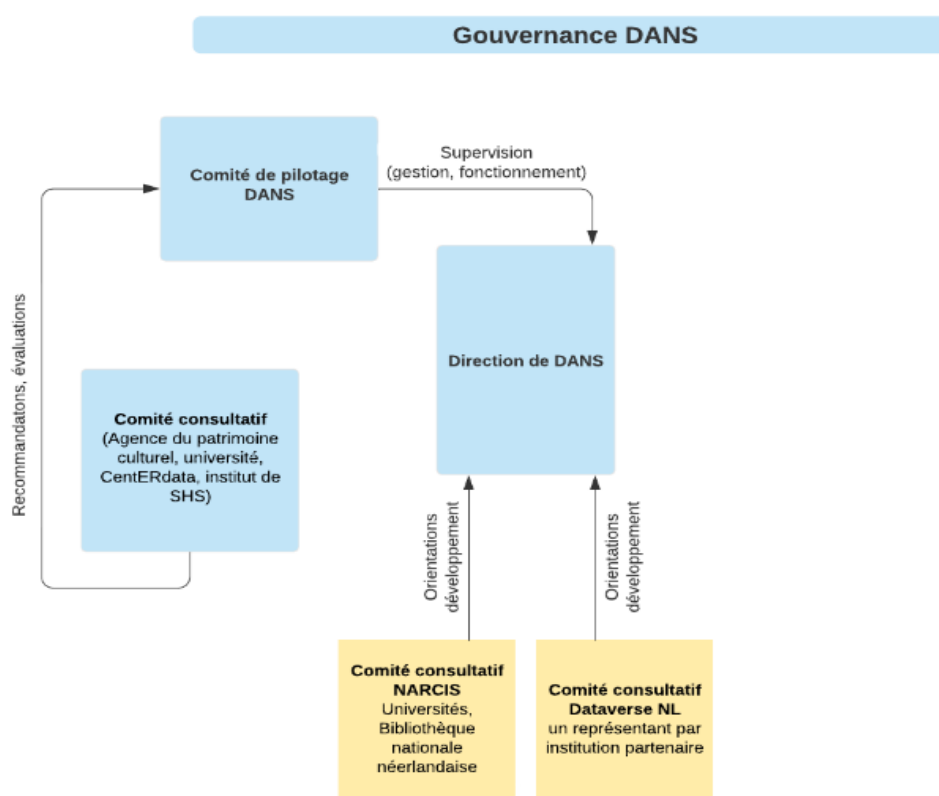 Gouvernance DANS
Comité de pilotage
DANS
Supervision
(gestion, fonctionnement)
Direction de DANS
Recommandatons, évaluations
Comité consultatif
(Agence du patrimoine
culturel, université,
CentERdata, institut de
SHS)
Orientations
développement
Orientations
développement
Comité consultatif
NARCIS
Universités,
Bibliothèque
nationale
néerlandaise
Comité consultatif
Dataverse NL
un représentant par
institution partenaire